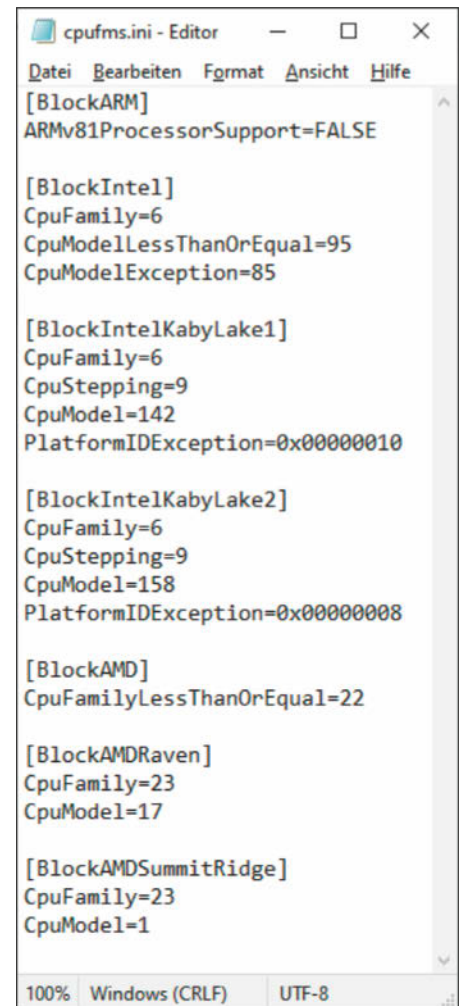 cpufms.ini - Editor
Datei Bearbeiten Format Ansicht Hilfe
[BlockARM]
ARMv81ProcessorSupport=FALSE
[BlockIntel]
CpuFamily=6
CpuModelLessThanOrEqual=95
CpuModelException=85
[BlockIntelKabyLake1]
CpuFamily=6
CpuStepping=9
CpuModel=142
PlatformIDException=0x00000010
[BlockIntelKabyLake2]
CpuFamily=6
CpuStepping=9
CpuModel=158
PlatformIDException=0x00000008
[BlockAMD]
CpuFamilyLessThanOrEqual=22
[BlockAMDRaven]
CpuFamily=23
CpuModel=17
[BlockAMDSummitRidge]
CpuFamily=23
CpuModel=1
100% Windows (CRLF) UTF-8